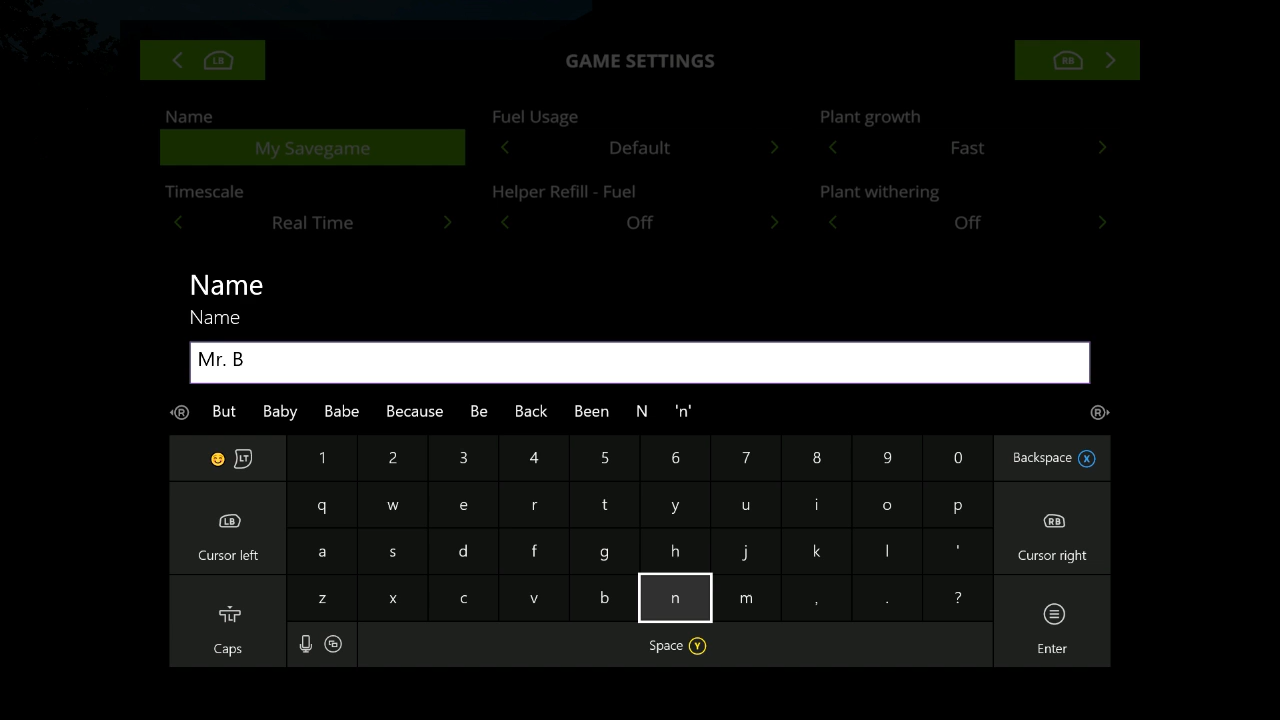 LB
GAME SETTINGS
RB
Name
Fuel Usage
Plant growth
My Savegame
Default
Fast
Timescale
Helper Refill - Fuel
Plant withering
Real Time
Off
Off
Name
Name
Mr. B
R But Baby Babe Because Be Back Been N 'n' R
LT 1 2 3 4 5 6 7 8 9 0 Backspace X
q w e r t y u i o p
LB Cursor left
RB Cursor right
a s d f g h j k l '
z x c v b n m , . ?
LT Caps
Space Y
Enter